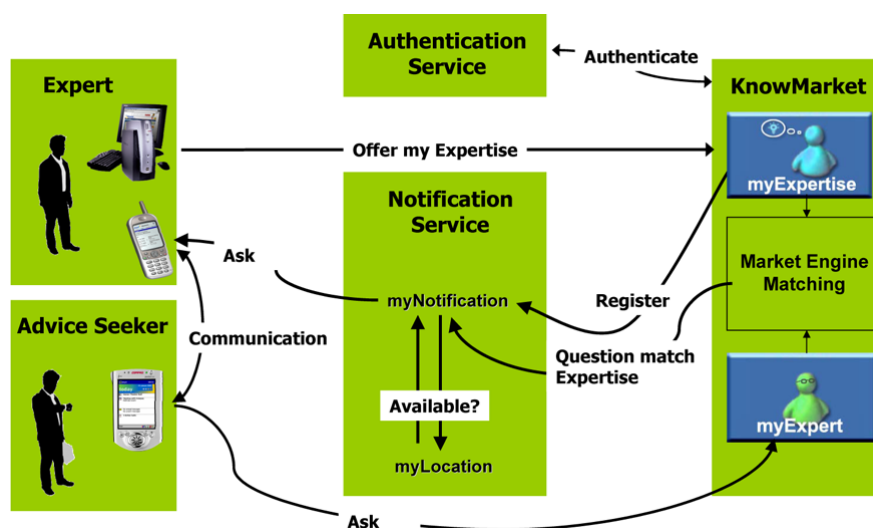 Authentication
Service
Authenticate
Expert
KnowMarket
Offer my Expertise
myExpertise
Notification
Service
Ask
Market Engine
Matching
myNotification
Register
Advice Seeker
Communication
Question match
Expertise
Available?
myExpert
myLocation
Ask